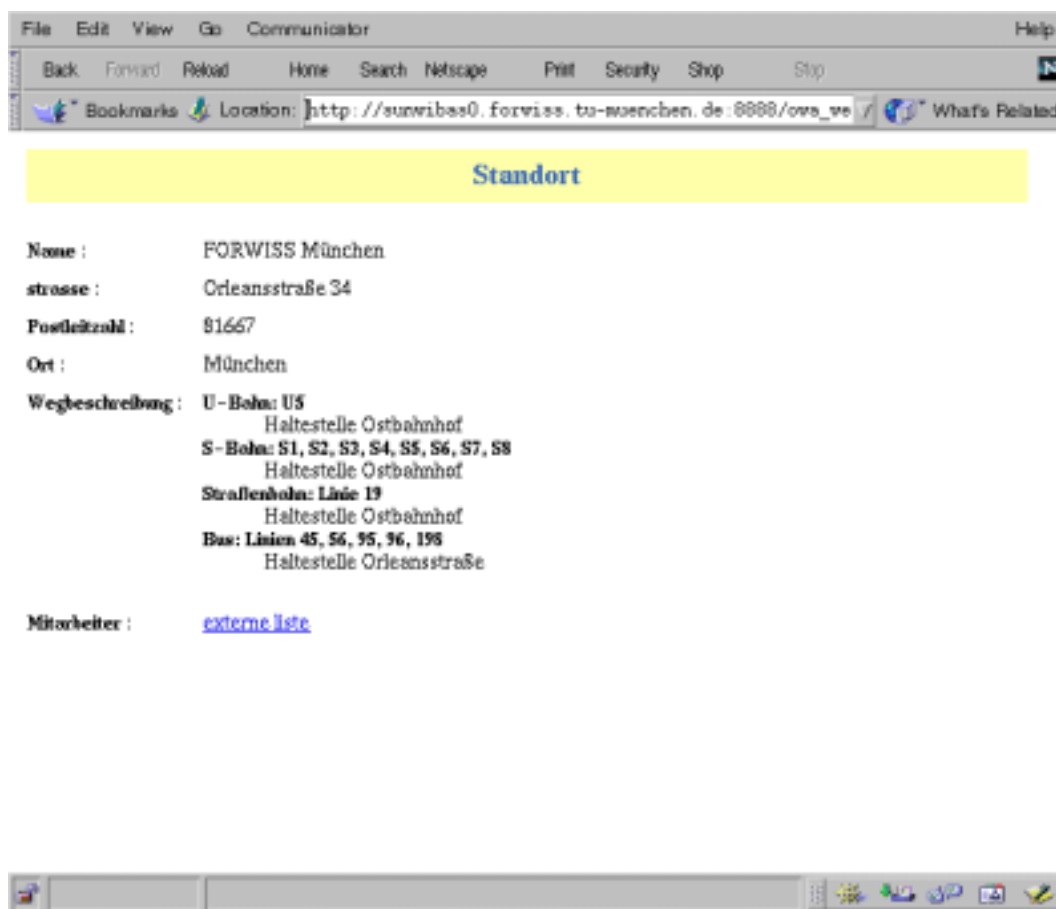 File Edit View Go Communicator Help
Back Forward Reload Home Search Netscape Print Security Shop Stop
Bookmarks Location: http://sunwibas0.forwiss.tu-muenchen.de:8888/owa_we What's Related
Standort
Name : FORWISS München
strasse : Orleansstraße 34
Postleitzahl : 81667
Ort : München
Wegbeschreibung : U-Bahn: U5
Haltestelle Ostbahnhof
S-Bahn: S1, S2, S3, S4, S5, S6, S7, S8
Haltestelle Ostbahnhof
Straßenbahn: Linie 19
Haltestelle Ostbahnhof
Bus: Linien 45, 56, 95, 96, 198
Haltestelle Orleansstraße
Mitarbeiter : externe liste